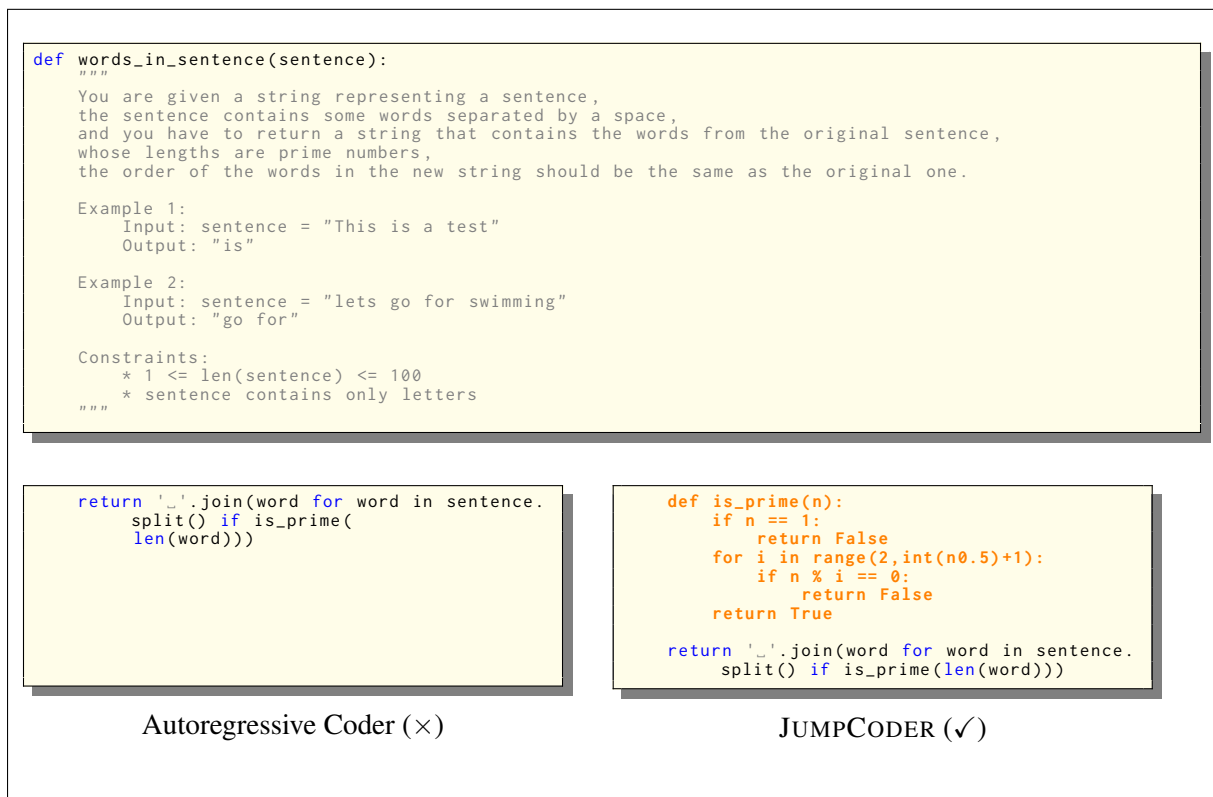 def words_in_sentence(sentence):
"""
You are given a string representing a sentence,
the sentence contains some words separated by a space,
and you have to return a string that contains the words from the original sentence,
whose lengths are prime numbers,
the order of the words in the new string should be the same as the original one.
Example 1:
Input: sentence = "This is a test"
Output: "is"
Example 2:
Input: sentence = "lets go for swimming"
Output: "go for"
Constraints:
* 1 <= len(sentence) <= 100
* sentence contains only letters
"""
return '␣'.join(word for word in sentence.
split() if is_prime(
len(word)))
Autoregressive Coder (×)
def is_prime(n):
if n == 1:
return False
for i in range(2,int(n0.5)+1):
if n % i == 0:
return False
return True
return '␣'.join(word for word in sentence.
split() if is_prime(len(word)))
JUMPCODER (✓)